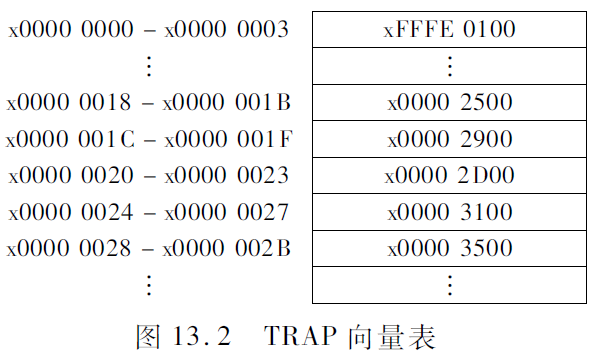 x0000 0000 – x0000 0003 xFFFE 0100
⋮ ⋮
x0000 0018 – x0000 001B x0000 2500
x0000 001C – x0000 001F x0000 2900
x0000 0020 – x0000 0023 x0000 2D00
x0000 0024 – x0000 0027 x0000 3100
x0000 0028 – x0000 002B x0000 3500
⋮ ⋮
图 13.2 TRAP 向量表